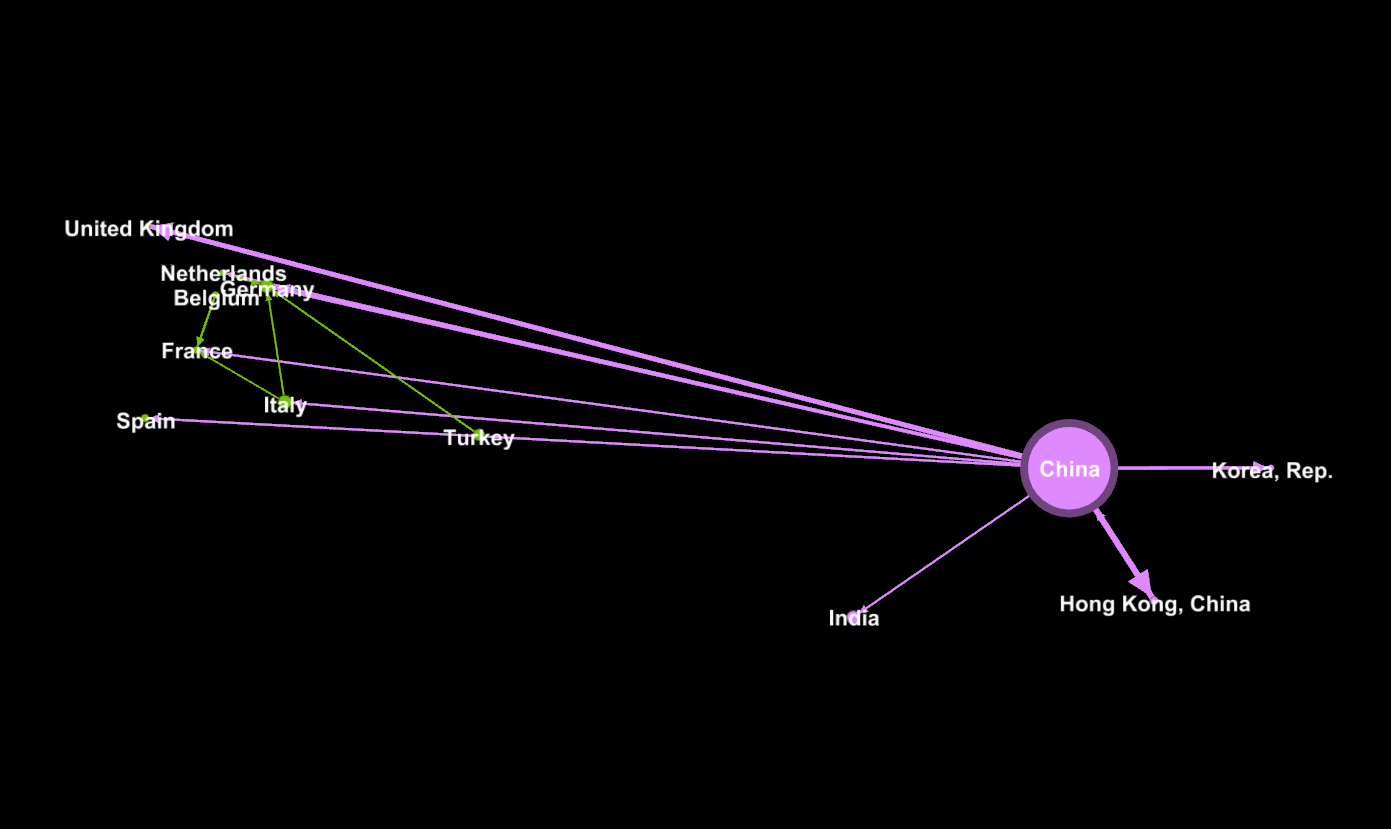 United Kingdom
Netherlands
Germany
Belgium
France
Italy
Spain
Turkey
China
Korea, Rep.
Hong Kong, China
India